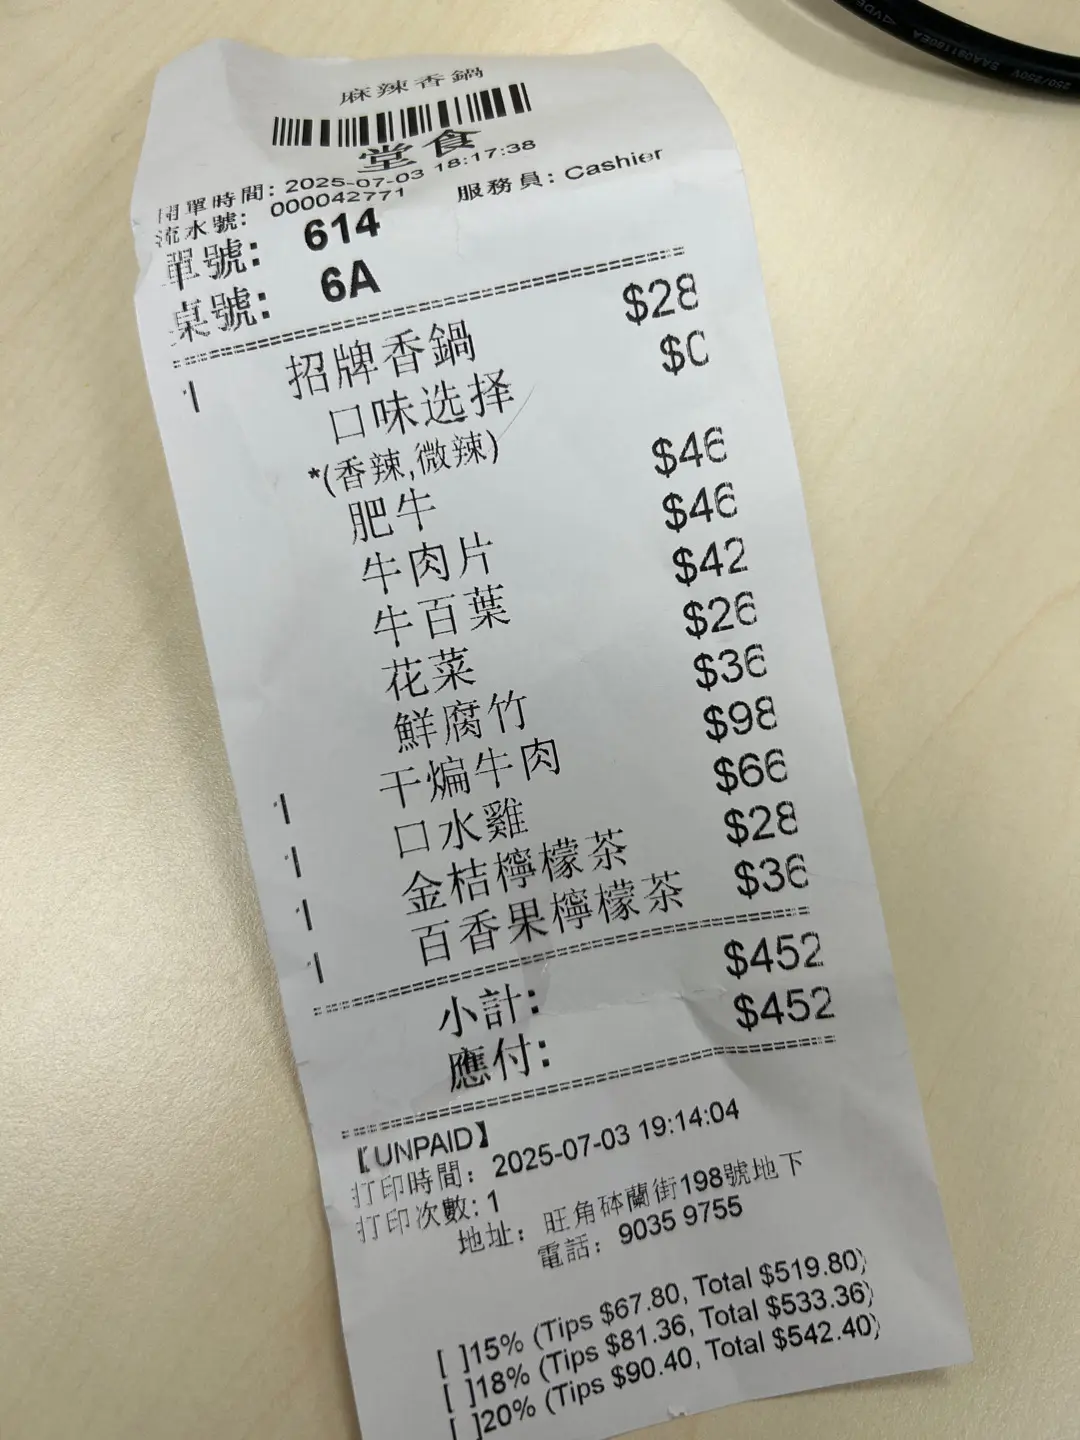 麻辣香鍋
堂食
開單時間: 2025-07-03 18:17:38
流水號: 000042771 服務員: Cashier
單號: 614
桌號: 6A
1 招牌香鍋 $28
口味选择 $0
*(香辣,微辣)
肥牛 $46
牛肉片 $46
牛百葉 $42
花菜 $26
鮮腐竹 $36
1 干煸牛肉 $98
1 口水雞 $66
1 金桔檸檬茶 $28
1 百香果檸檬茶 $36
小計: $452
應付: $452
【UNPAID】
打印時間: 2025-07-03 19:14:04
打印次數: 1
地址: 旺角砵蘭街198號地下
電話: 9035 9755
[ ]15% (Tips $67.80, Total $519.80)
[ ]18% (Tips $81.36, Total $533.36)
[ ]20% (Tips $90.40, Total $542.40)
250/250V SAA091180EA VDE